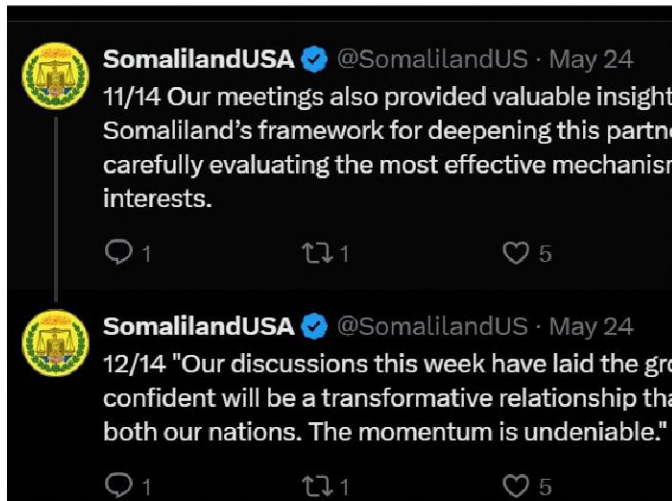 SomalilandUSA @SomalilandUS · May 24
11/14 Our meetings also provided valuable insight
Somaliland's framework for deepening this partn
carefully evaluating the most effective mechanis
interests.
1 1 5
SomalilandUSA @SomalilandUS · May 24
12/14 "Our discussions this week have laid the gr
confident will be a transformative relationship tha
both our nations. The momentum is undeniable."
1 1 5